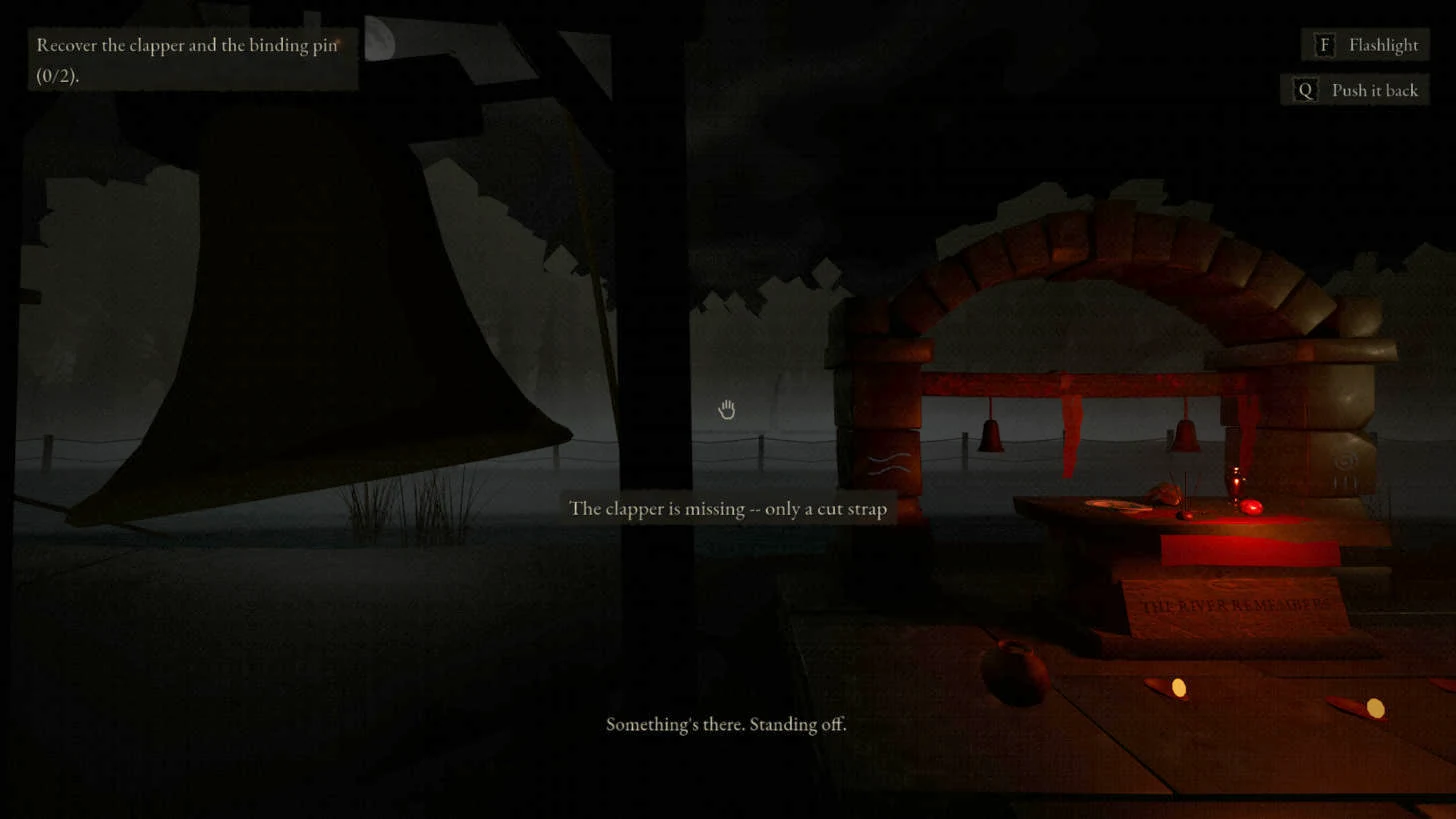 Recover the clapper and the binding pin
(0/2).
F Flashlight
Q Push it back
The clapper is missing -- only a cut strap
THE RIVER REMEMBERS
Something's there. Standing off.